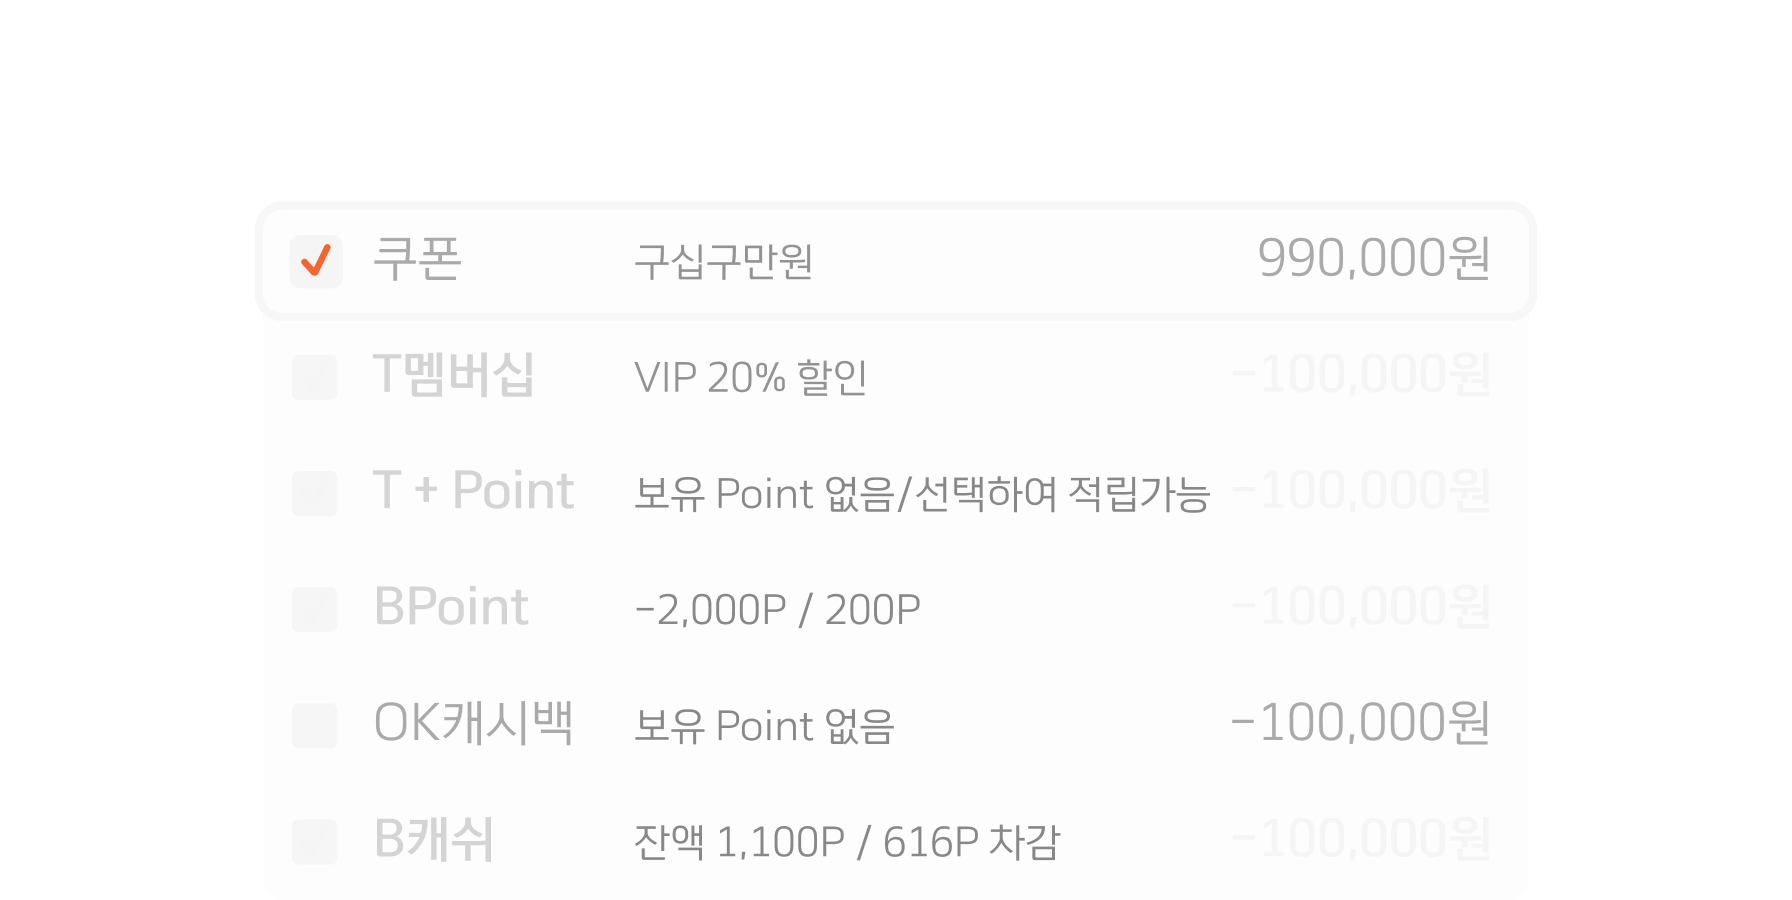 쿠폰 구십구만원 990,000원
T멤버십 VIP 20% 할인 -100,000원
T + Point 보유 Point 없음/선택하여 적립가능 -100,000원
BPoint -2,000P / 200P -100,000원
OK캐시백 보유 Point 없음 -100,000원
B캐쉬 잔액 1,100P / 616P 차감 -100,000원